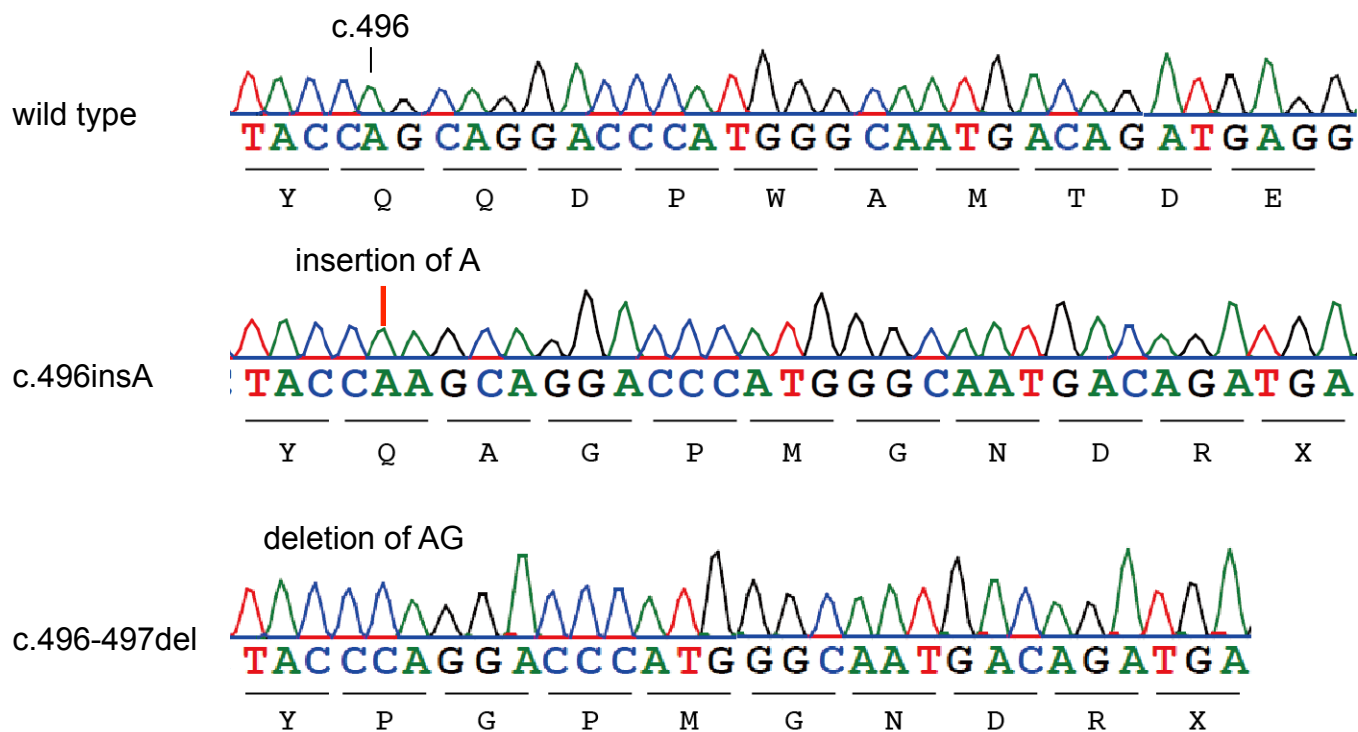 c.496
wild type
TACCAGCAGGACCCATGGGCAATGACAGATGAGG
Y Q Q D P W A M T D E
insertion of A
c.496insA
TACCAAGCAGGACCCATGGGCAATGACAGATGA
Y Q A G P M G N D R X
deletion of AG
c.496-497del
TACCCAGGACCCATGGGCAATGACAGATGA
Y P G P M G N D R X